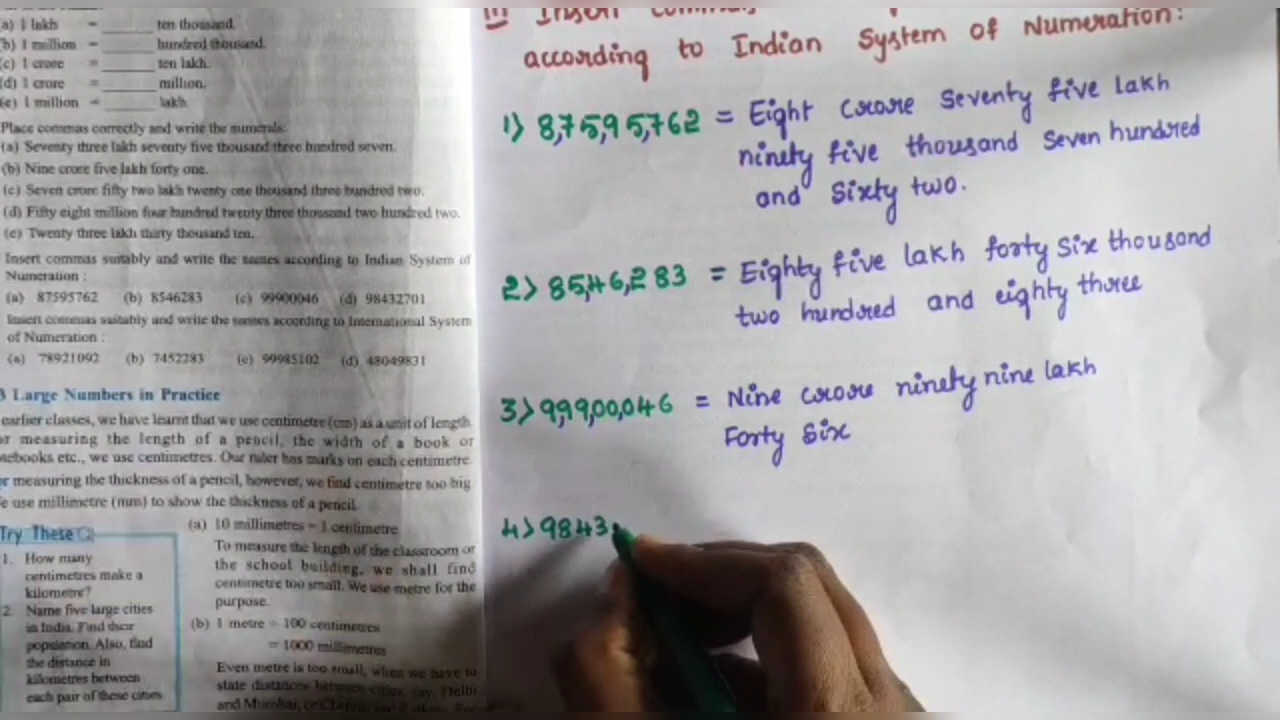 (a) 1 lakh = ______ ten thousand.
(b) 1 million = ______ hundred thousand.
(c) 1 crore = ______ ten lakh.
(d) 1 crore = ______ million.
(e) 1 million = ______ lakh.
Place commas correctly and write the numerals:
(a) Seventy three lakh seventy five thousand three hundred seven.
(b) Nine crore five lakh forty one.
(c) Seven crore fifty two lakh twenty one thousand three hundred two.
(d) Fifty eight million four hundred twenty three thousand two hundred two.
(e) Twenty three lakh thirty thousand ten.
Insert commas suitably and write the names according to Indian System of
Numeration :
(a) 87595762 (b) 8546283 (c) 99900046 (d) 98432701
Insert commas suitably and write the names according to International System
of Numeration :
(a) 78921092 (b) 7452283 (c) 99985102 (d) 48049831
3 Large Numbers in Practice
earlier classes, we have learnt that we use centimetre (cm) as a unit of length.
or measuring the length of a pencil, the width of a book or
notebooks etc., we use centimetres. Our ruler has marks on each centimetre.
or measuring the thickness of a pencil, however, we find centimetre too big.
e use millimetre (mm) to show the thickness of a pencil.
Try These
1. How many
centimetres make a
kilometre?
2. Name five large cities
in India. Find their
population. Also, find
the distance in
kilometres between
each pair of these cities
(a) 10 millimetres = 1 centimetre
To measure the length of the classroom or
the school building, we shall find
centimetre too small. We use metre for the
purpose.
(b) 1 metre = 100 centimetres
= 1000 millimetres
Even metre is too small, when we have to
state distances between cities, say, Delhi
and Mumbai, or
III Insert commas
according to Indian System of Numeration:
1) 8,75,95,762 = Eight crore seventy five lakh
ninety five thousand seven hundred
and sixty two.
2) 85,46,283 = Eighty five lakh forty six thousand
two hundred and eighty three
3) 9,99,00,046 = Nine crore ninety nine lakh
Forty six
4) 9843